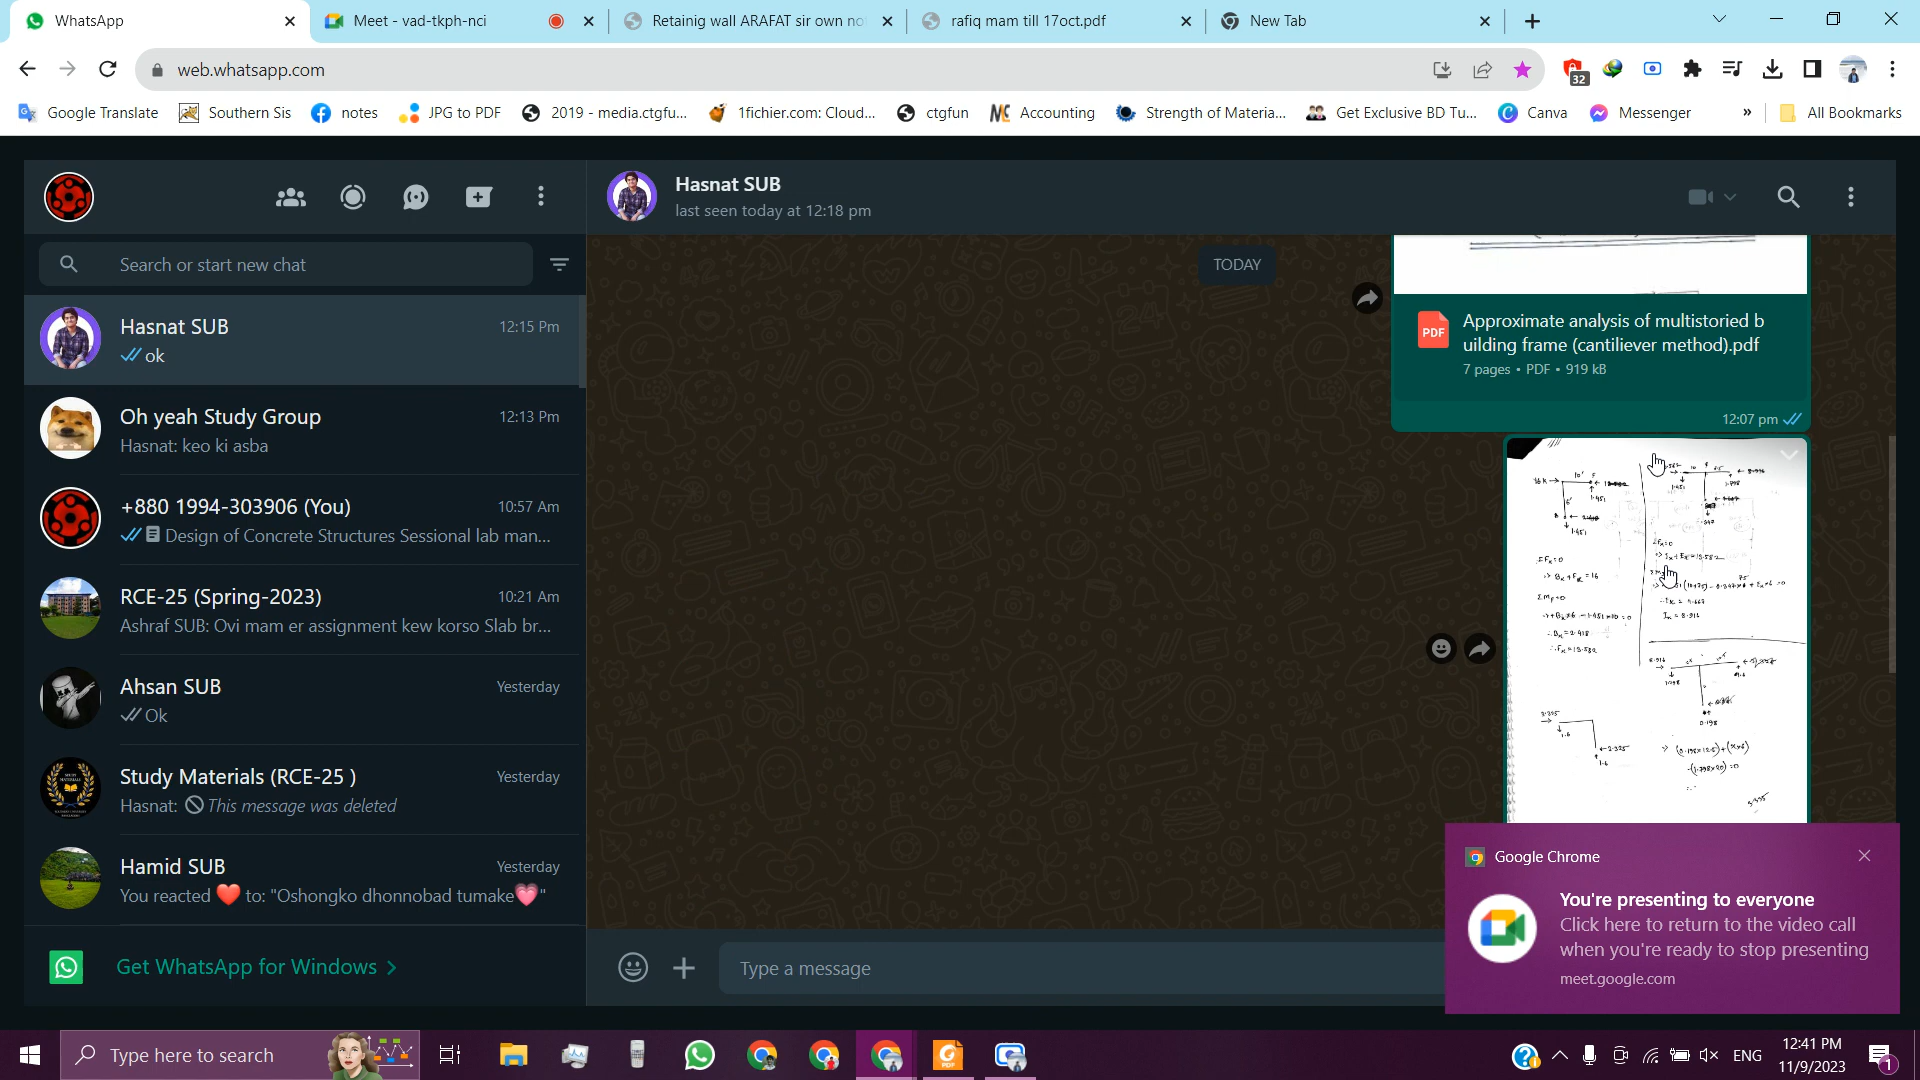 WhatsApp
Meet - vad-tkph-nci
Retainig wall ARAFAT sir own no
rafiq mam till 17oct.pdf
New Tab
web.whatsapp.com
32
Google Translate
Southern Sis
notes
JPG to PDF
2019 - media.ctgfu...
1fichier.com: Cloud...
ctgfun
Accounting
Strength of Materia...
Get Exclusive BD Tu...
Canva
Messenger
»
All Bookmarks
Hasnat SUB
last seen today at 12:18 pm
Search or start new chat
TODAY
Hasnat SUB
12:15 Pm
ok
Oh yeah Study Group
12:13 Pm
Hasnat: keo ki asba
+880 1994-303906 (You)
10:57 Am
Design of Concrete Structures Sessional lab man...
RCE-25 (Spring-2023)
10:21 Am
Ashraf SUB: Ovi mam er assignment kew korso Slab br...
Ahsan SUB
Yesterday
Ok
Study Materials (RCE-25 )
Yesterday
Hasnat: This message was deleted
Hamid SUB
Yesterday
You reacted ❤️ to: "Oshongko dhonnobad tumake💗"
Get WhatsApp for Windows
PDF
Approximate analysis of multistoried b
uilding frame (cantiliever method).pdf
7 pages • PDF • 919 kB
12:07 pm
ΣFx=0
ΣMF=0
Type a message
Google Chrome
You're presenting to everyone
Click here to return to the video call
when you're ready to stop presenting
meet.google.com
Type here to search
ENG
12:41 PM
11/9/2023
1